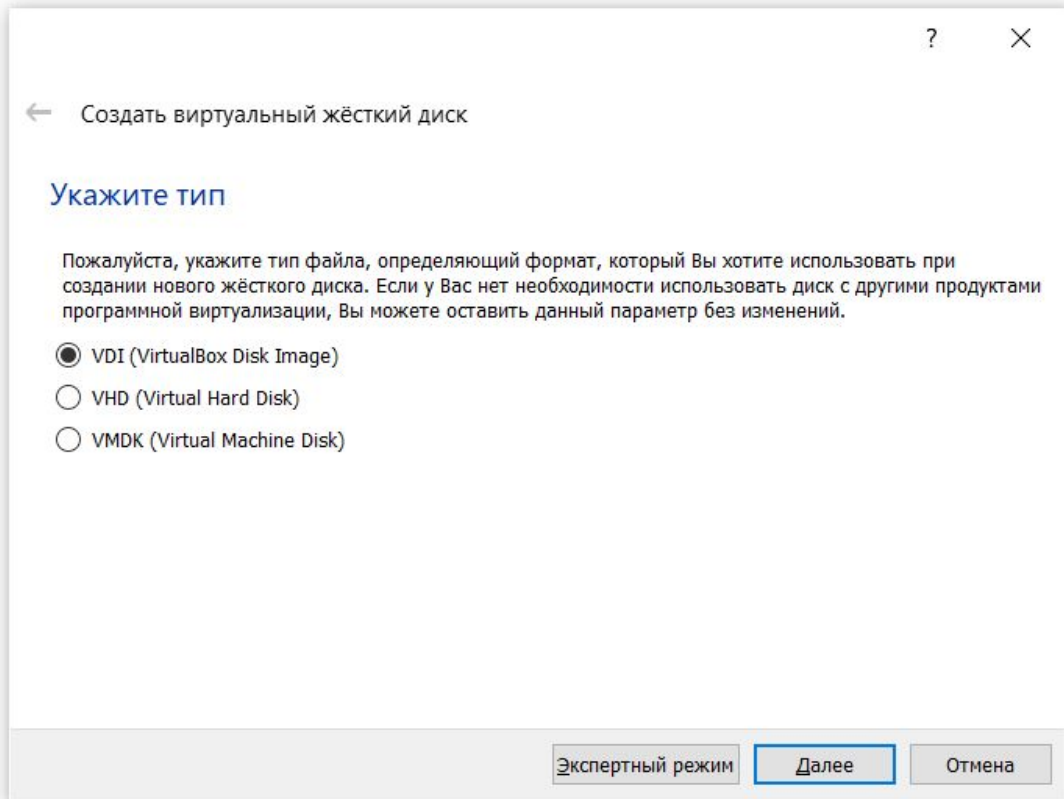 ?
Создать виртуальный жёсткий диск
Укажите тип
Пожалуйста, укажите тип файла, определяющий формат, который Вы хотите использовать при
создании нового жёсткого диска. Если у Вас нет необходимости использовать диск с другими продуктами
программной виртуализации, Вы можете оставить данный параметр без изменений.
VDI (VirtualBox Disk Image)
VHD (Virtual Hard Disk)
VMDK (Virtual Machine Disk)
Экспертный режим Далее Отмена